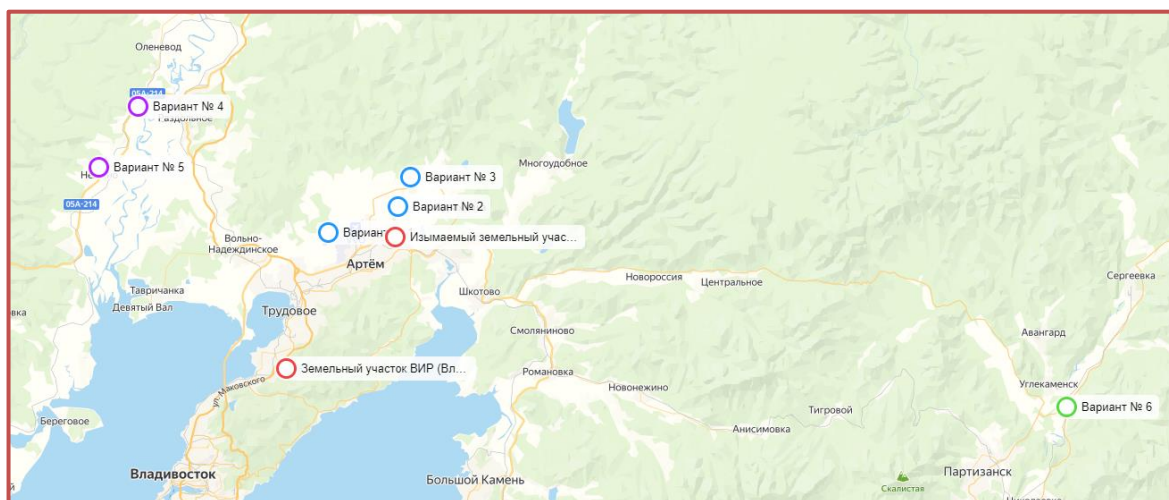 Оленевод
05А-214
Вариант № 4
Раздольное
Многоудобное
Вариант № 5
Вариант № 3
05А-214
Вариант № 2
Вариант
Изымаемый земельный учас...
Вольно-
Надеждинское
Артём
Новороссия
Центральное
Сергеевка
Шкотово
Тавричанка
Девятый Вал
Трудовое
Смоляниново
Авангард
Земельный участок ВИР (Вл...
Романовка
Новонежино
Углекаменск
ул. Маковского
Тигровой
Вариант № 6
Береговое
Анисимовка
Владивосток
Большой Камень
Партизанск
Скалистая